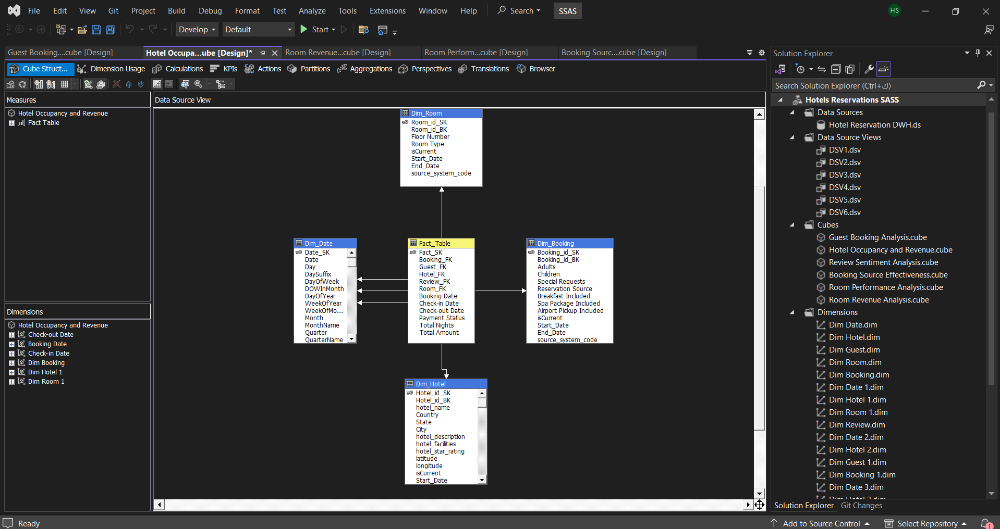 File Edit View Git Project Build Debug Format Test Analyze Tools Extensions Window Help Search SSAS HS
Develop Default Start
Guest Booking....cube [Design] Hotel Occupa...ube [Design]* Room Revenue...cube [Design] Room Perform...cube [Design] Booking Sourc....cube [Design]
Cube Struct... Dimension Usage Calculations KPIs Actions Partitions Aggregations Perspectives Translations Browser
Measures
Hotel Occupancy and Revenue
Fact Table
Dimensions
Hotel Occupancy and Revenue
Check-out Date
Booking Date
Check-in Date
Dim Booking
Dim Hotel 1
Dim Room 1
Data Source View
Dim_Room
Room_id_SK
Room_id_BK
Floor Number
Room Type
isCurrent
Start_Date
End_Date
source_system_code
Dim_Date
Date_SK
Date
Day
DaySuffix
DayOfWeek
DOWInMonth
DayOfYear
WeekOfYear
WeekOfMo...
Month
MonthName
Quarter
QuarterName
Fact_Table
Fact_SK
Booking_FK
Guest_FK
Hotel_FK
Review_FK
Room_FK
Booking Date
Check-in Date
Check-out Date
Payment Status
Total Nights
Total Amount
Dim_Booking
Booking_id_SK
Booking_id_BK
Adults
Children
Special Requests
Reservation Source
Breakfast Included
Spa Package Included
Airport Pickup Included
isCurrent
Start_Date
End_Date
source_system_code
Dim_Hotel
Hotel_id_SK
Hotel_id_BK
hotel_name
Country
State
City
hotel_description
hotel_facilities
hotel_star_rating
latitude
longitude
isCurrent
Start_Date
Solution Explorer
Search Solution Explorer (Ctrl+ك)
Hotels Reservations SASS
Data Sources
Hotel Reservation DWH.ds
Data Source Views
DSV1.dsv
DSV2.dsv
DSV3.dsv
DSV4.dsv
DSV5.dsv
DSV6.dsv
Cubes
Guest Booking Analysis.cube
Hotel Occupancy and Revenue.cube
Review Sentiment Analysis.cube
Booking Source Effectiveness.cube
Room Performance Analysis.cube
Room Revenue Analysis.cube
Dimensions
Dim Date.dim
Dim Hotel.dim
Dim Guest.dim
Dim Room.dim
Dim Booking.dim
Dim Date 1.dim
Dim Hotel 1.dim
Dim Room 1.dim
Dim Review.dim
Dim Date 2.dim
Dim Hotel 2.dim
Dim Guest 1.dim
Dim Booking 1.dim
Dim Date 3.dim
Solution Explorer Git Changes
Ready Add to Source Control Select Repository 1